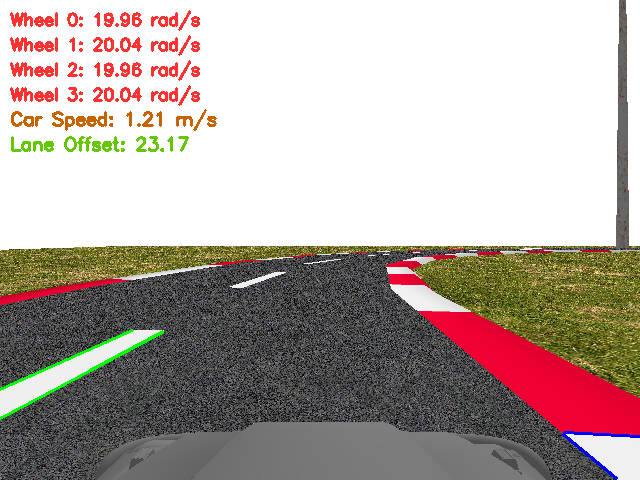 Wheel 0: 19.96 rad/s
Wheel 1: 20.04 rad/s
Wheel 2: 19.96 rad/s
Wheel 3: 20.04 rad/s
Car Speed: 1.21 m/s
Lane Offset: 23.17